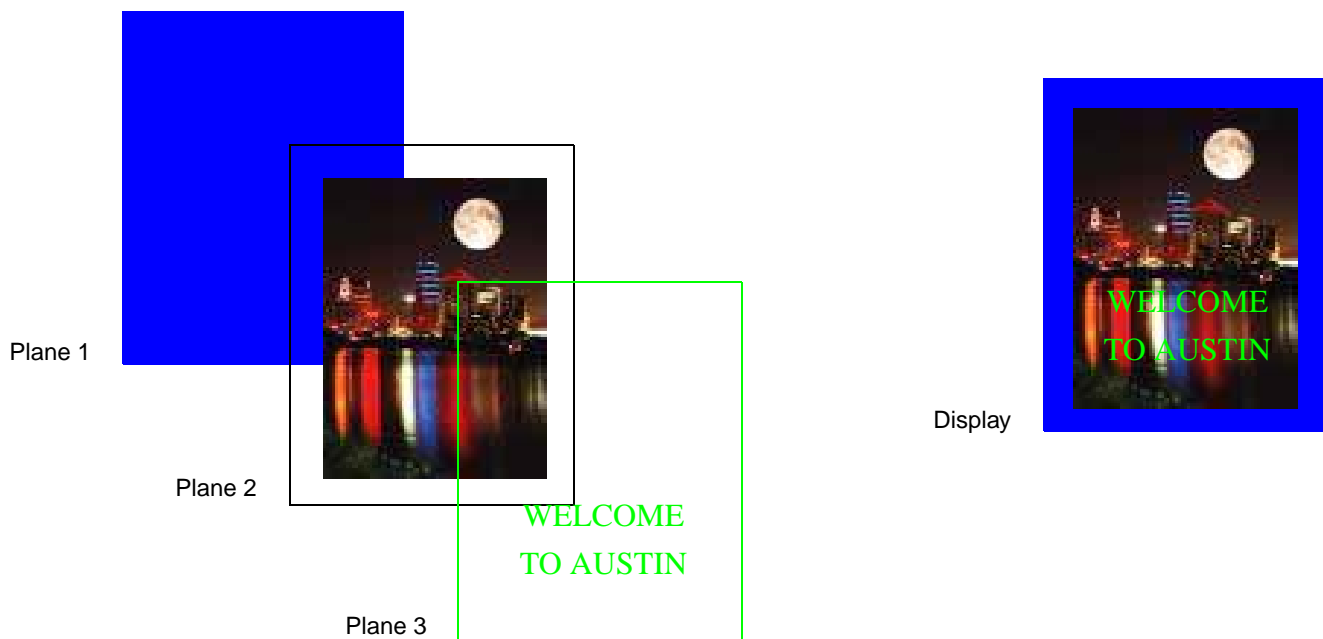 Plane 1
Plane 2
WELCOME
TO AUSTIN
Plane 3
WELCOME
TO AUSTIN
Display